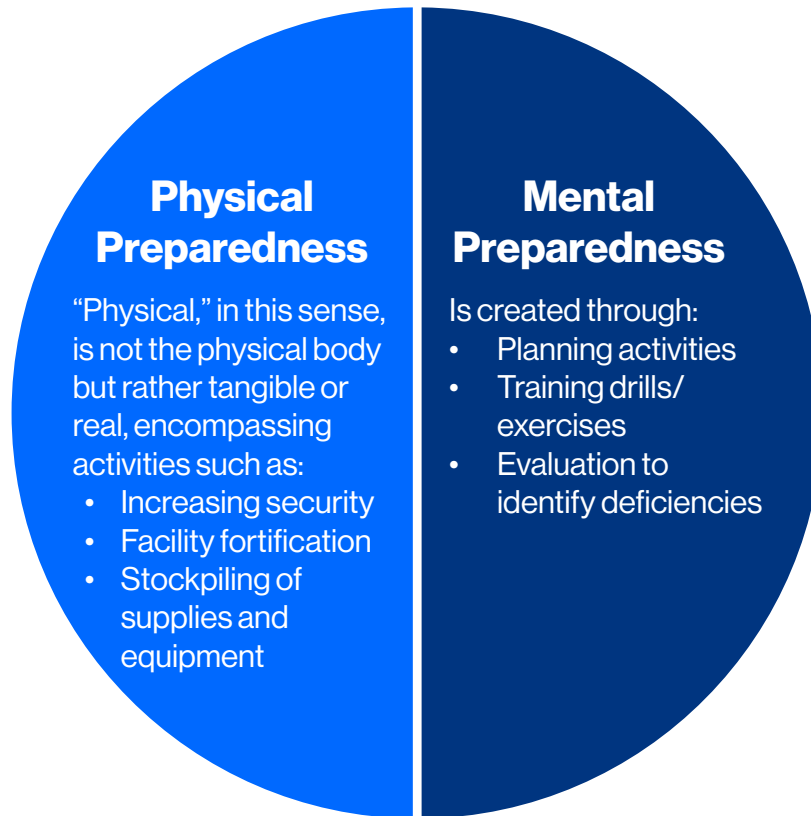 Physical
Preparedness
“Physical,” in this sense,
is not the physical body
but rather tangible or
real, encompassing
activities such as:
• Increasing security
• Facility fortification
• Stockpiling of
supplies and
equipment
Mental
Preparedness
Is created through:
• Planning activities
• Training drills/
exercises
• Evaluation to
identify deficiencies